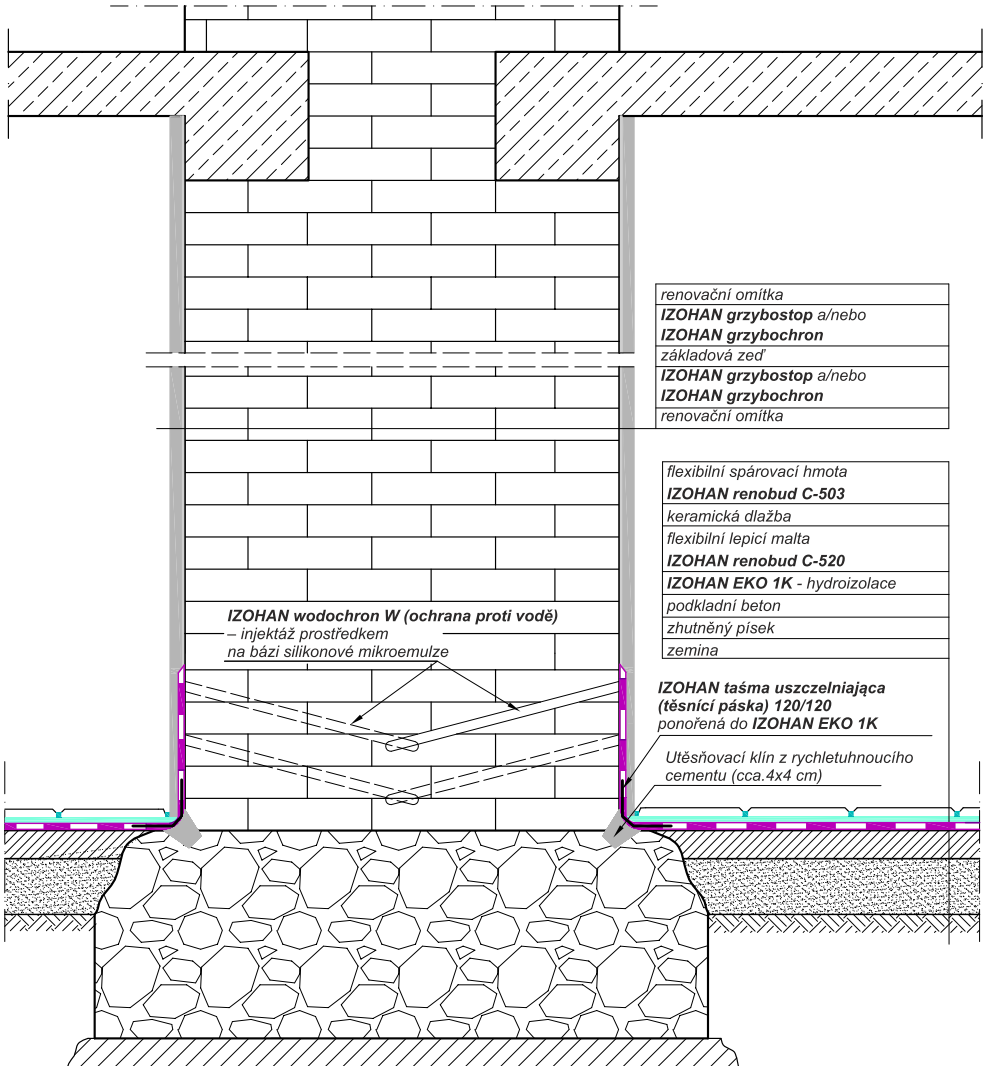 renovační omítka
IZOHAN grzybostop a/nebo
IZOHAN grzybochron
základová zeď
IZOHAN grzybostop a/nebo
IZOHAN grzybochron
renovační omítka
flexibilní spárovací hmota
IZOHAN renobud C-503
keramická dlažba
flexibilní lepicí malta
IZOHAN renobud C-520
IZOHAN EKO 1K - hydroizolace
podkladní beton
zhutněný písek
zemina
IZOHAN wodochron W (ochrana proti vodě)
– injektáž prostředkem
na bázi silikonové mikroemulze
IZOHAN taśma uszczelniająca
(těsnící páska) 120/120
ponořená do IZOHAN EKO 1K
Utěsňovací klín z rychletuhnoucího
cementu (cca.4x4 cm)